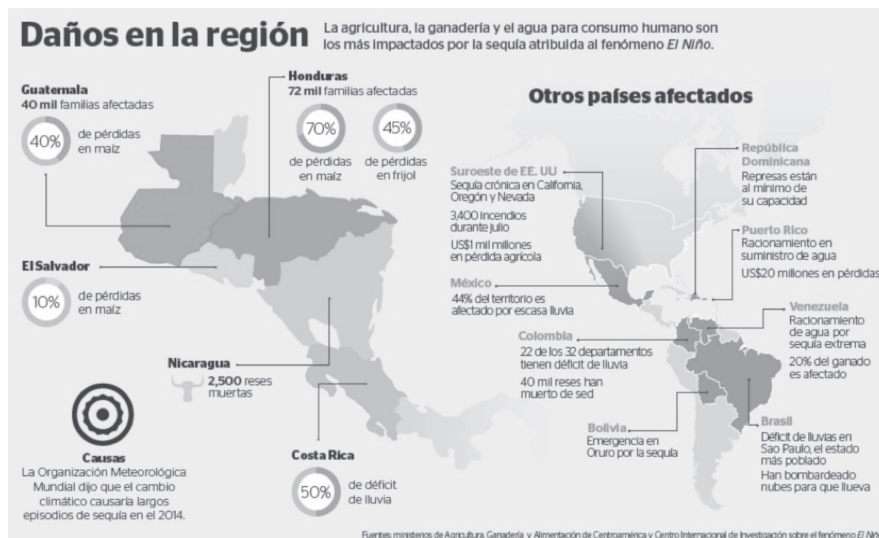 Daños en la región
La agricultura, la ganadería y el agua para consumo humano son
los más impactados por la sequía atribuida al fenómeno El Niño.
Guatemala
40 mil familias afectadas
40%
de pérdidas
en maíz
Honduras
72 mil familias afectadas
70%
de pérdidas
en maíz
45%
de pérdidas
en frijol
El Salvador
10%
de pérdidas
en maíz
Nicaragua
2,500 reses
muertas
Costa Rica
50%
de déficit
de lluvia
Causas
La Organización Meteorológica
Mundial dijo que el cambio
climático causaría largos
episodios de sequía en el 2014.
Otros países afectados
Suroeste de EE. UU
Sequía crónica en California,
Oregón y Nevada
3,400 incendios
durante julio
US$1 mil millones
en pérdida agrícola
México
44% del territorio es
afectado por escasa lluvia
Colombia
22 de los 32 departamentos
tienen déficit de lluvia
40 mil reses han
muerto de sed
Bolivia
Emergencia en
Oruro por la sequía
República
Dominicana
Represas están
al mínimo de
su capacidad
Puerto Rico
Racionamiento en
suministro de agua
US$20 millones en pérdidas
Venezuela
Racionamiento
de agua por
sequía extrema
20% del ganado
es afectado
Brasil
Déficit de lluvias en
Sao Paulo, el estado
más poblado
Han bombardeado
nubes para que llueva
Fuentes: ministerios de Agricultura, Ganadería y Alimentación de Centroamérica y Centro Internacional de Investigación sobre el fenómeno El Niño